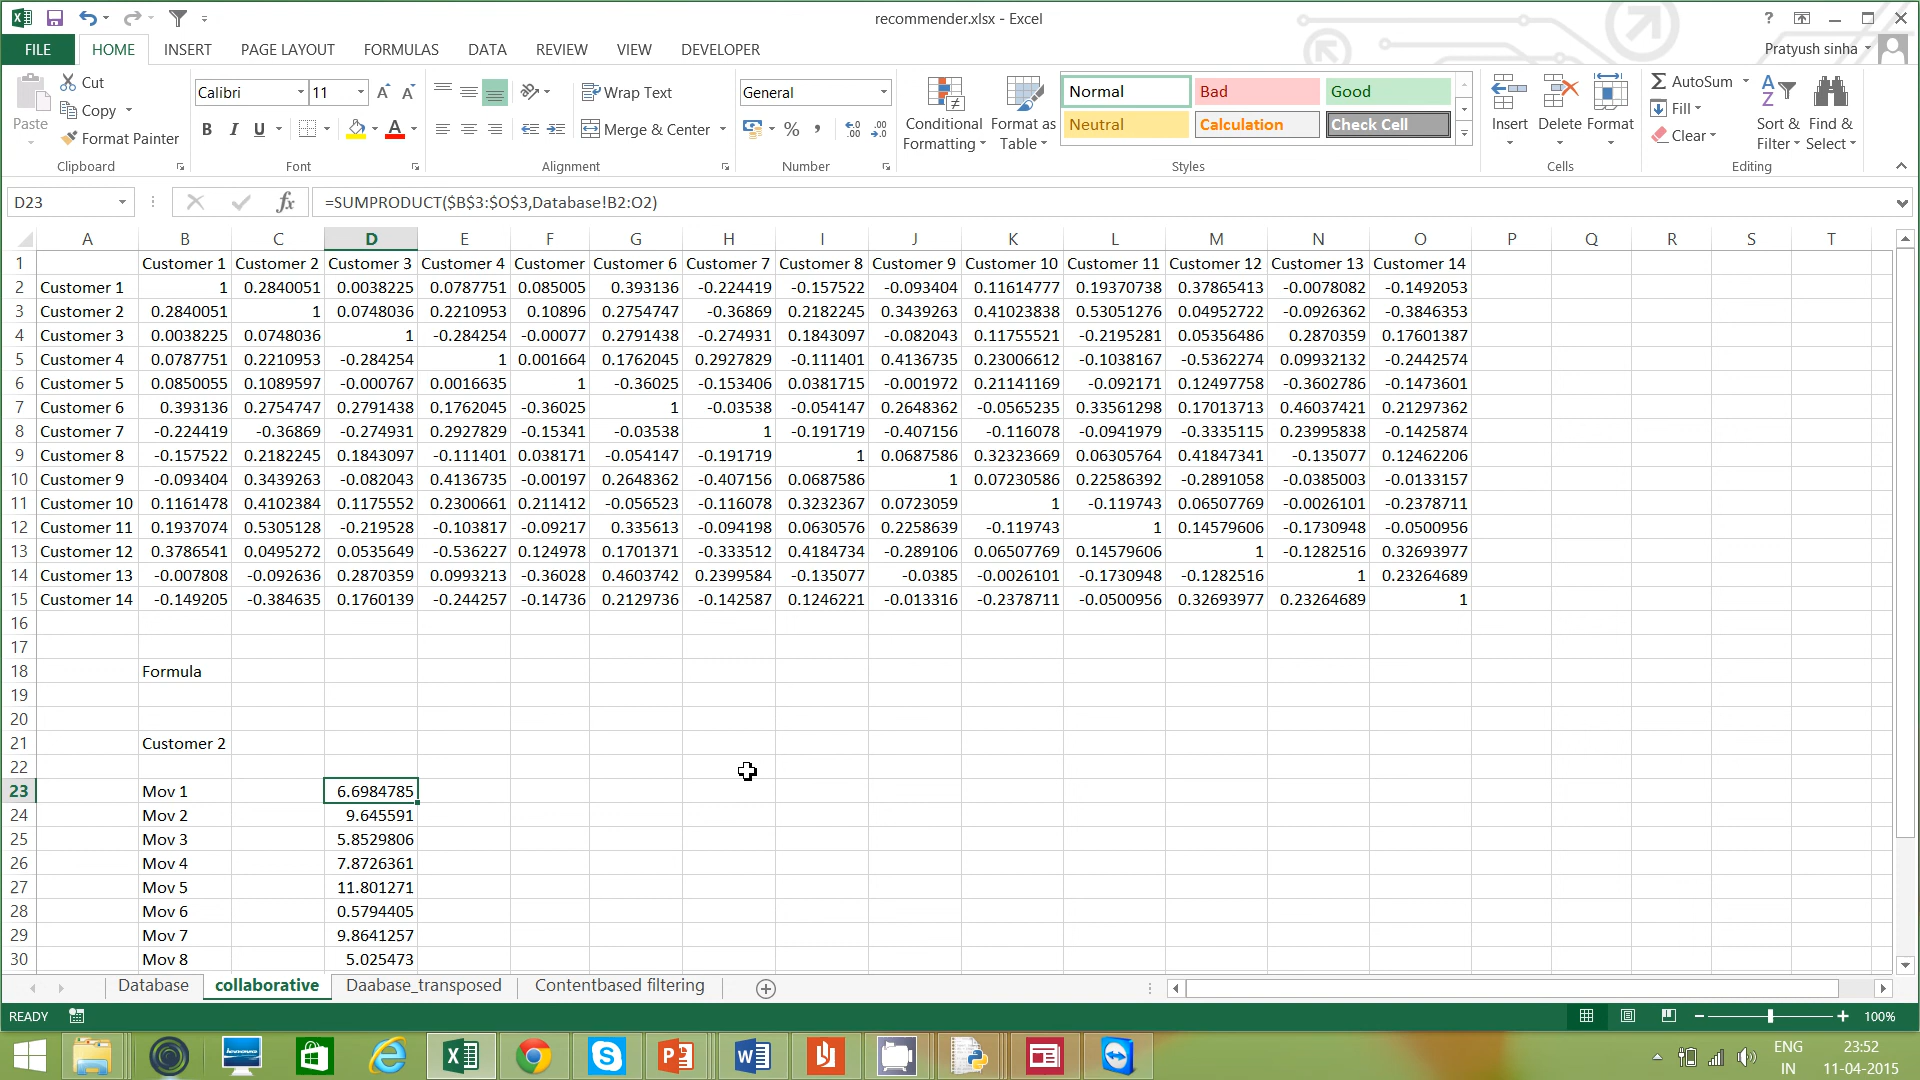 recommender.xlsx - Excel
?
FILE HOME INSERT PAGE LAYOUT FORMULAS DATA REVIEW VIEW DEVELOPER
Pratyush sinha
Paste
Cut
Copy
Format Painter
Clipboard
Calibri 11
B I U
Font
Wrap Text
Merge & Center
Alignment
General
Number
Conditional Formatting
Format as Table
Normal Bad Good
Neutral Calculation Check Cell
Styles
Insert Delete Format
Cells
AutoSum
Fill
Clear
Sort & Filter
Find & Select
Editing
D23 fx =SUMPRODUCT($B$3:$O$3,Database!B2:O2)
A B C D E F G H I J K L M N O P Q R S T
1 Customer 1 Customer 2 Customer 3 Customer 4 Customer Customer 6 Customer 7 Customer 8 Customer 9 Customer 10 Customer 11 Customer 12 Customer 13 Customer 14
2 Customer 1 1 0.2840051 0.0038225 0.0787751 0.085005 0.393136 -0.224419 -0.157522 -0.093404 0.11614777 0.19370738 0.37865413 -0.0078082 -0.1492053
3 Customer 2 0.2840051 1 0.0748036 0.2210953 0.10896 0.2754747 -0.36869 0.2182245 0.3439263 0.41023838 0.53051276 0.04952722 -0.0926362 -0.3846353
4 Customer 3 0.0038225 0.0748036 1 -0.284254 -0.00077 0.2791438 -0.274931 0.1843097 -0.082043 0.11755521 -0.2195281 0.05356486 0.2870359 0.17601387
5 Customer 4 0.0787751 0.2210953 -0.284254 1 0.001664 0.1762045 0.2927829 -0.111401 0.4136735 0.23006612 -0.1038167 -0.5362274 0.09932132 -0.2442574
6 Customer 5 0.0850055 0.1089597 -0.000767 0.0016635 1 -0.36025 -0.153406 0.0381715 -0.001972 0.21141169 -0.092171 0.12497758 -0.3602786 -0.1473601
7 Customer 6 0.393136 0.2754747 0.2791438 0.1762045 -0.36025 1 -0.03538 -0.054147 0.2648362 -0.0565235 0.33561298 0.17013713 0.46037421 0.21297362
8 Customer 7 -0.224419 -0.36869 -0.274931 0.2927829 -0.15341 -0.03538 1 -0.191719 -0.407156 -0.116078 -0.0941979 -0.3335115 0.23995838 -0.1425874
9 Customer 8 -0.157522 0.2182245 0.1843097 -0.111401 0.038171 -0.054147 -0.191719 1 0.0687586 0.32323669 0.06305764 0.41847341 -0.135077 0.12462206
10 Customer 9 -0.093404 0.3439263 -0.082043 0.4136735 -0.00197 0.2648362 -0.407156 0.0687586 1 0.07230586 0.22586392 -0.2891058 -0.0385003 -0.0133157
11 Customer 10 0.1161478 0.4102384 0.1175552 0.2300661 0.211412 -0.056523 -0.116078 0.3232367 0.0723059 1 -0.119743 0.06507769 -0.0026101 -0.2378711
12 Customer 11 0.1937074 0.5305128 -0.219528 -0.103817 -0.09217 0.335613 -0.094198 0.0630576 0.2258639 -0.119743 1 0.14579606 -0.1730948 -0.0500956
13 Customer 12 0.3786541 0.0495272 0.0535649 -0.536227 0.124978 0.1701371 -0.333512 0.4184734 -0.289106 0.06507769 0.14579606 1 -0.1282516 0.32693977
14 Customer 13 -0.007808 -0.092636 0.2870359 0.0993213 -0.36028 0.4603742 0.2399584 -0.135077 -0.0385 -0.0026101 -0.1730948 -0.1282516 1 0.23264689
15 Customer 14 -0.149205 -0.384635 0.1760139 -0.244257 -0.14736 0.2129736 -0.142587 0.1246221 -0.013316 -0.2378711 -0.0500956 0.32693977 0.23264689 1
16
17
18 Formula
19
20
21 Customer 2
22
23 Mov 1 6.6984785
24 Mov 2 9.645591
25 Mov 3 5.8529806
26 Mov 4 7.8726361
27 Mov 5 11.801271
28 Mov 6 0.5794405
29 Mov 7 9.8641257
30 Mov 8 5.025473
Database collaborative Daabase_transposed Contentbased filtering
READY
100%
ENG
IN
23:52
11-04-2015